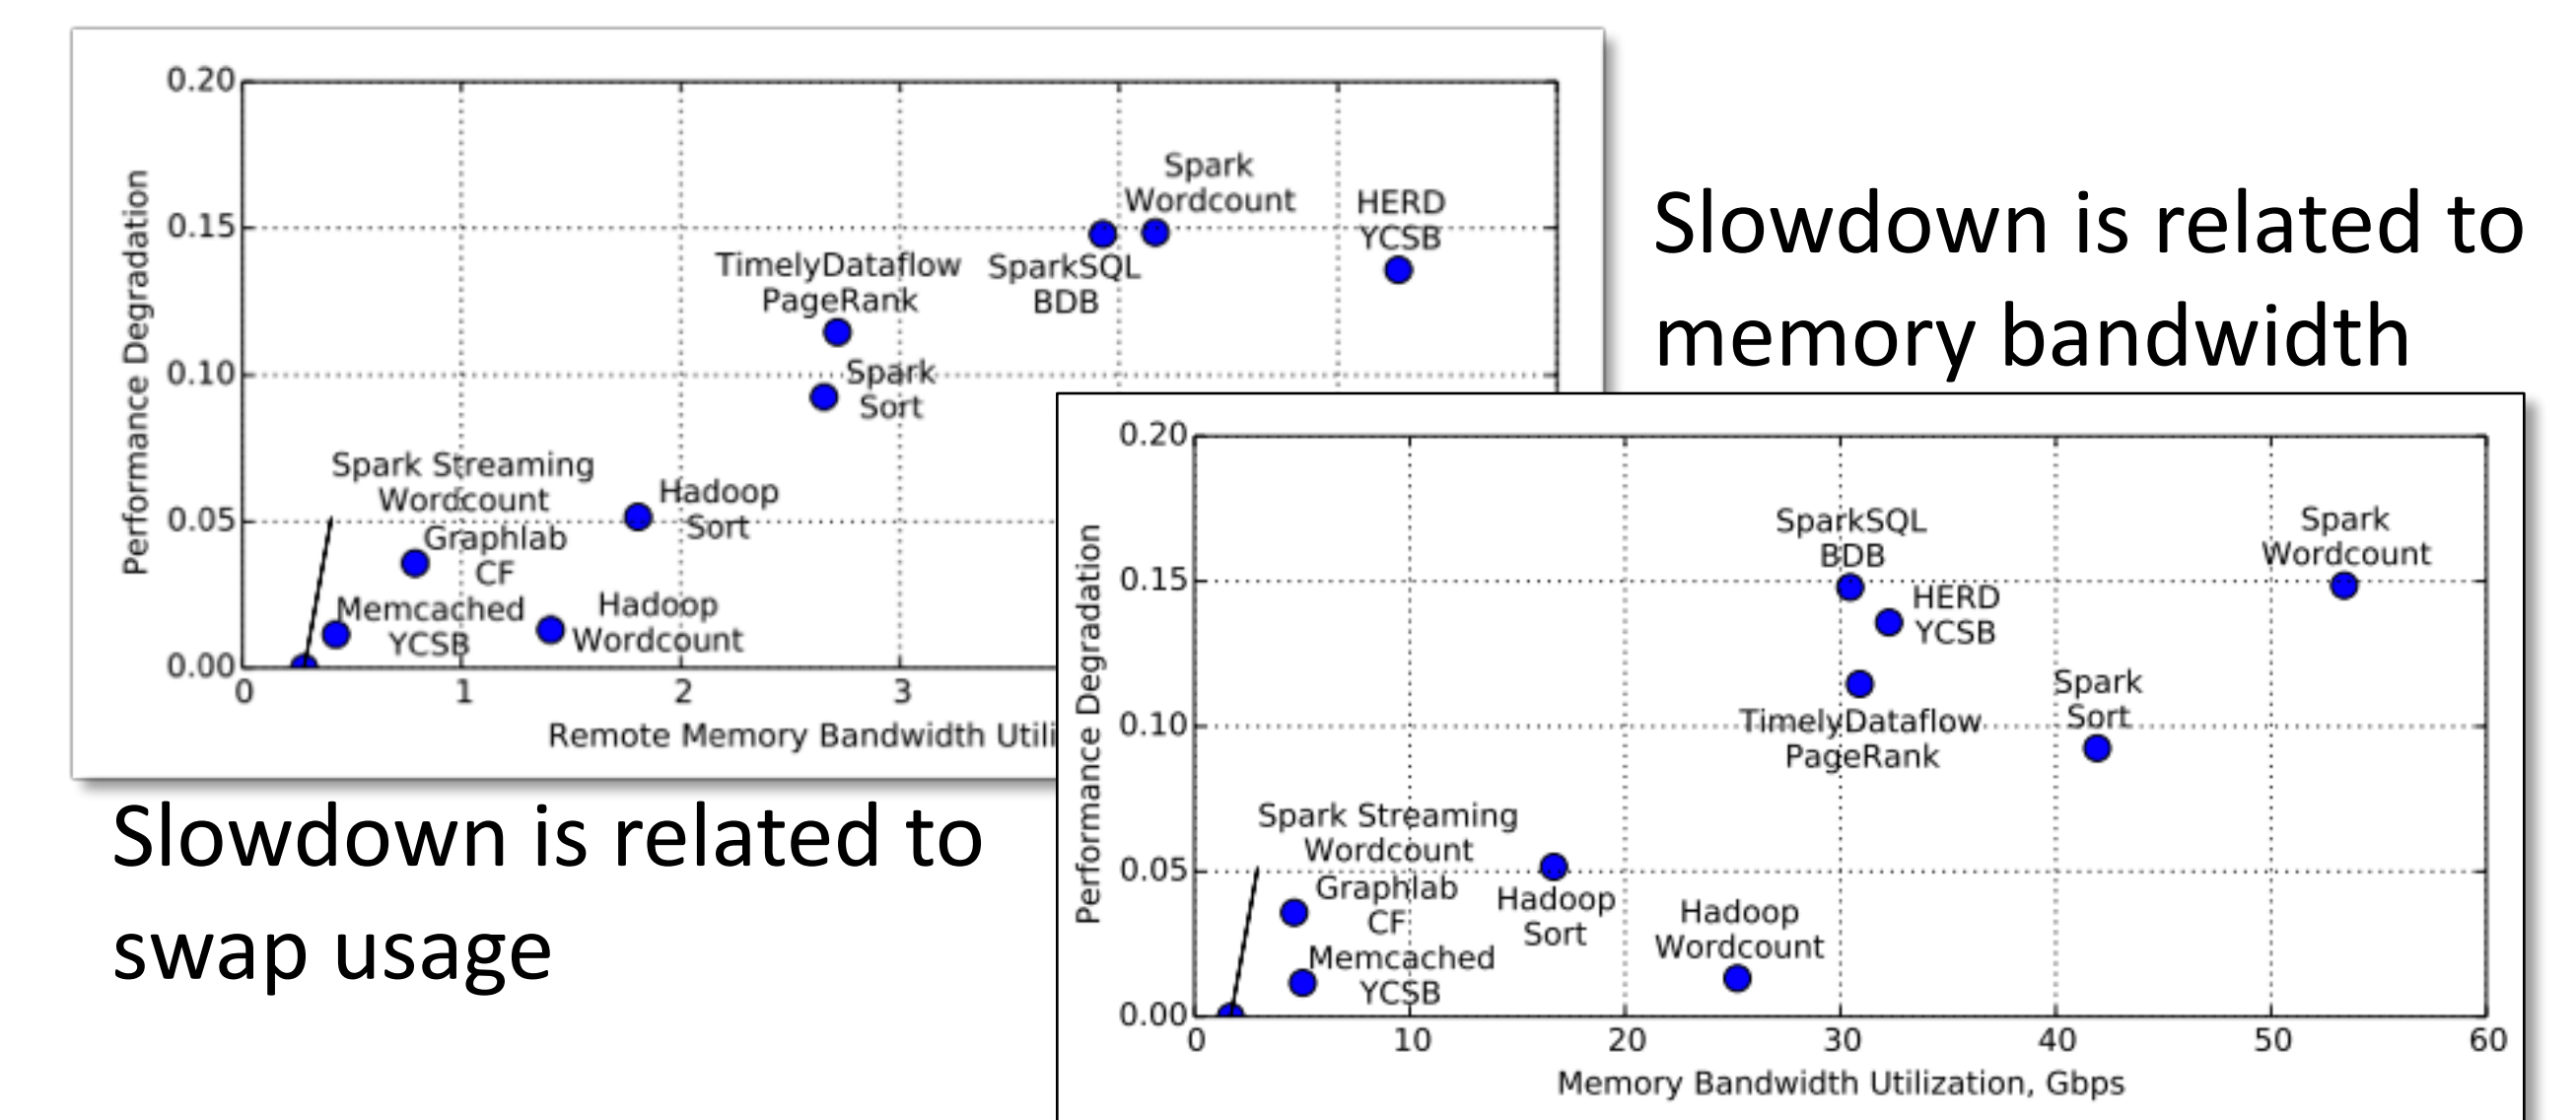 0.20
0.15
0.10
0.05
0.00
Performance Degradation
Spark
Wordcount
HERD
YCSB
SparkSQL
BDB
TimelyDataflow
PageRank
Spark
Sort
Spark Streaming
Wordcount
Hadoop
Sort
Graphlab
CF
Memcached
YCSB
Hadoop
Wordcount
0 1 2 3
Remote Memory Bandwidth Utili
Slowdown is related to
memory bandwidth
Slowdown is related to
swap usage
0.20
0.15
0.10
0.05
0.00
Performance Degradation
SparkSQL
BDB
Spark
Wordcount
HERD
YCSB
TimelyDataflow
PageRank
Spark
Sort
Spark Streaming
Wordcount
Graphlab
CF
Hadoop
Sort
Memcached
YCSB
Hadoop
Wordcount
0 10 20 30 40 50 60
Memory Bandwidth Utilization, Gbps